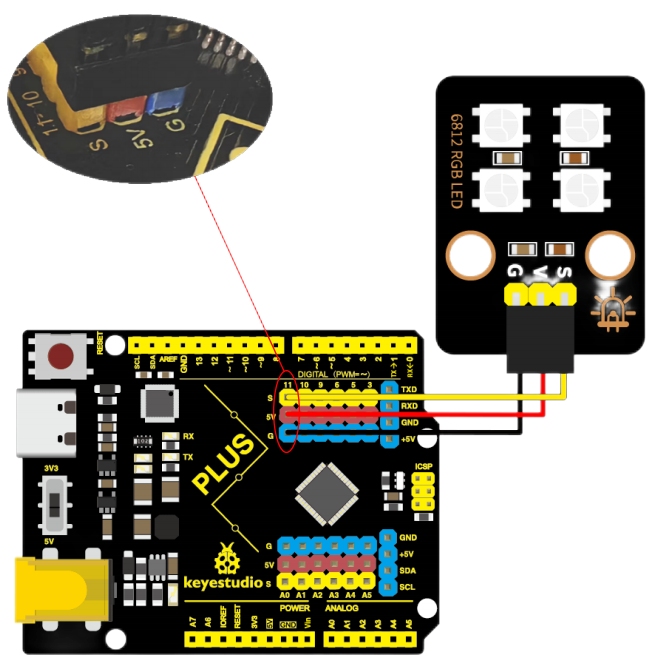 1.1~ 10 9
S
5V
G
6812 RGB LED
G V S
RESET
SCL
SDA
AREF
GND
13
12
~11
~10
~9
8
7
~6
~5
4
3
2
TX→1
RX←0
DIGITAL (PWM=~)
11 10 9 6 5 3
S
5V
G
TXD
RXD
GND
+5V
RX
TX
PLUS
ICSP
3V3
5V
keyestudio
G
5V
S
A0 A1 A2 A3 A4 A5
GND
+5V
SDA
SCL
POWER
ANALOG
A7
A6
IOREF
RESET
3V3
5V
GND
Vin
A0
A1
A2
A3
A4
A5